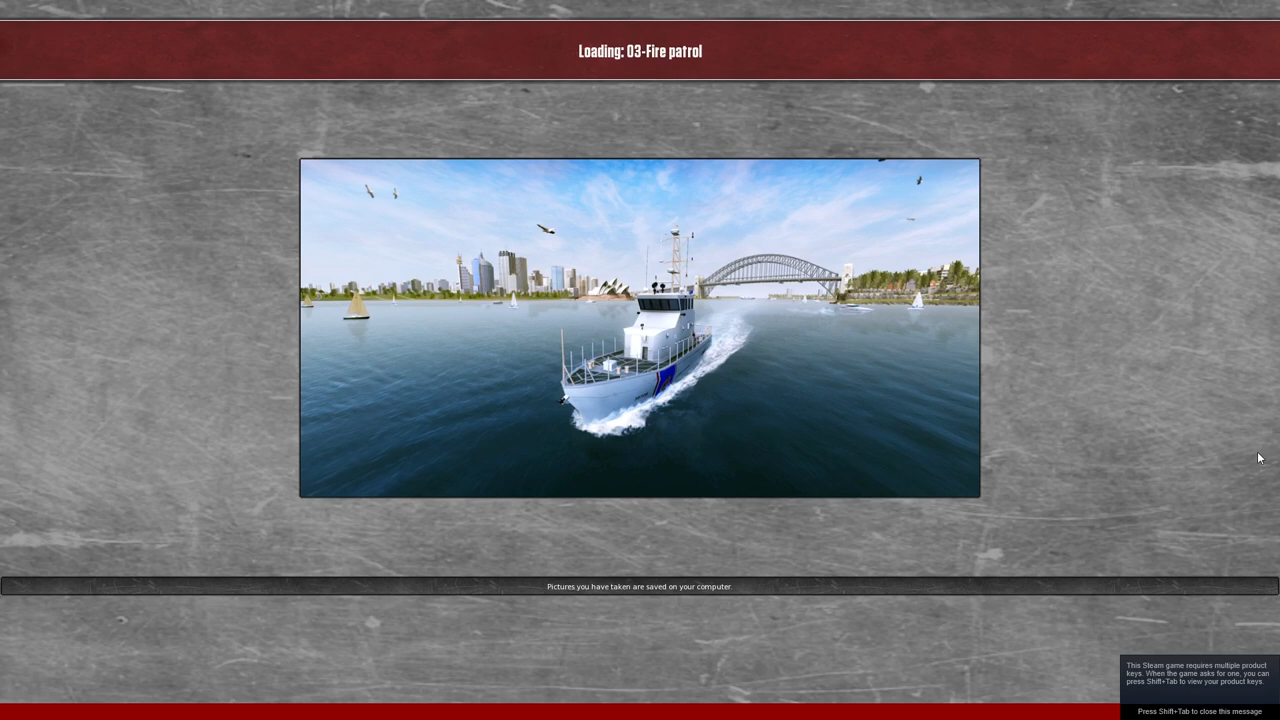 Loading: 03-Fire patrol
Pictures you have taken are saved on your computer.
This Steam game requires multiple product
keys. When the game asks for one, you can
press Shift+Tab to view your product keys.
Press Shift+Tab to close this message